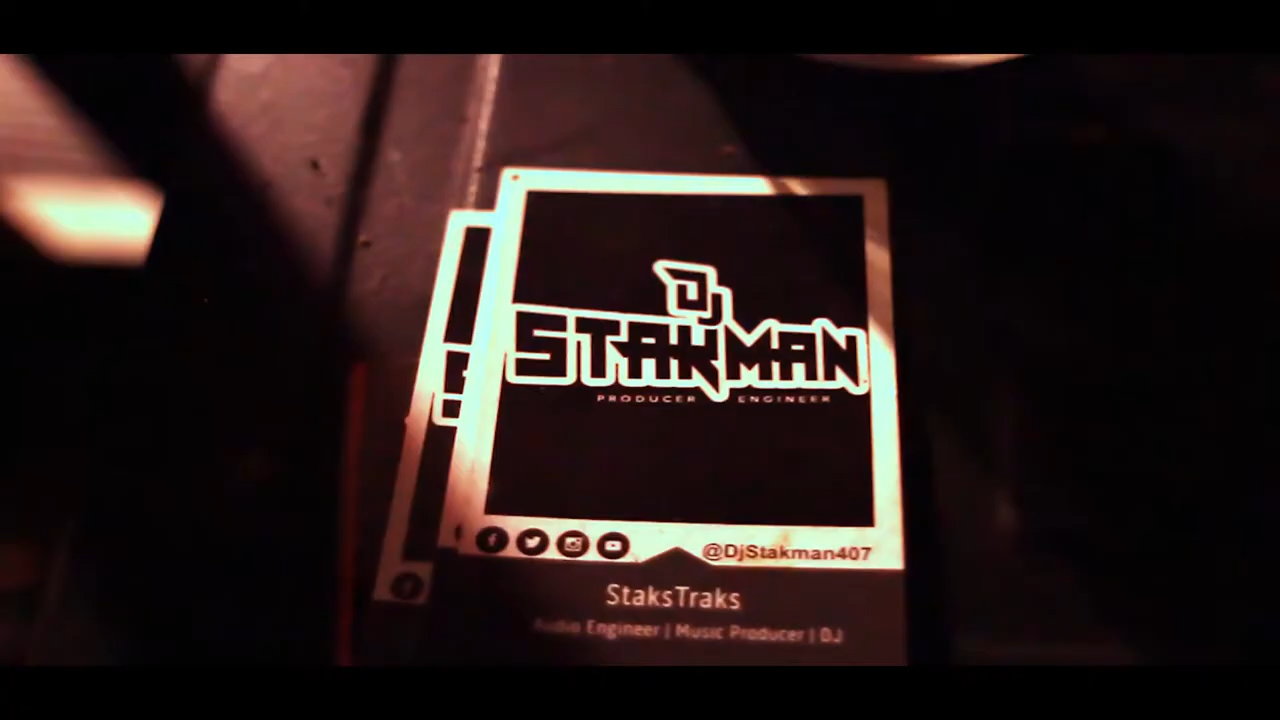 DJ
STAKMAN
PRODUCER ENGINEER
@DjStakman407
StaksTraks
Audio Engineer | Music Producer | DJ